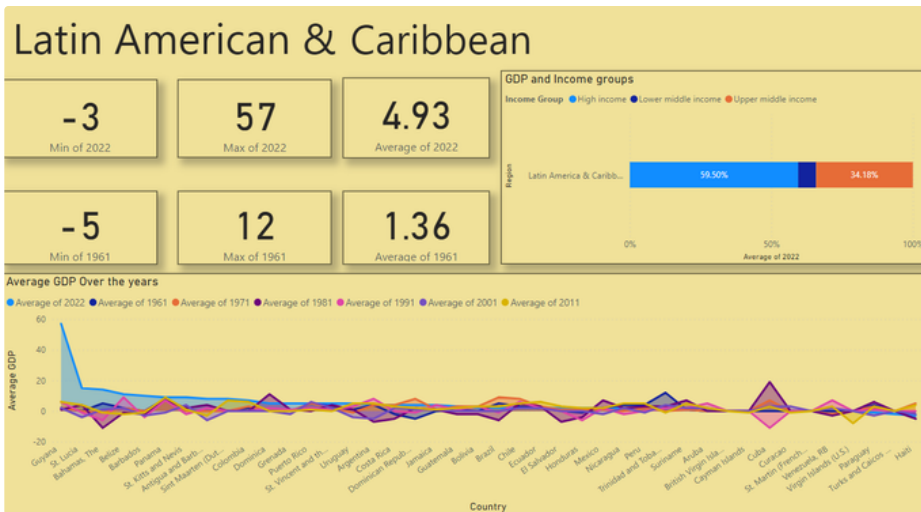 Latin American & Caribbean
-3
Min of 2022
57
Max of 2022
4.93
Average of 2022
-5
Min of 1961
12
Max of 1961
1.36
Average of 1961
GDP and Income groups
Income Group High income Lower middle income Upper middle income
Region
Latin America & Caribb...
59.50%
34.18%
0% 50% 100%
Average of 2022
Average GDP Over the years
Average of 2022 Average of 1961 Average of 1971 Average of 1981 Average of 1991 Average of 2001 Average of 2011
Average GDP
60
40
20
0
-20
Guyana
St. Lucia
Bahamas, The
Belize
Barbados
Panama
St. Kitts and Nevis
Antigua and Barb...
Sint Maarten (Dut...
Colombia
Dominica
Grenada
Puerto Rico
St. Vincent and th...
Uruguay
Argentina
Costa Rica
Dominican Repub...
Jamaica
Guatemala
Bolivia
Brazil
Chile
Ecuador
El Salvador
Honduras
Mexico
Nicaragua
Peru
Trinidad and Toba...
Suriname
Aruba
British Virgin Isla...
Cayman Islands
Cuba
Curacao
St. Martin (French...
Venezuela, RB
Virgin Islands (U.S.)
Paraguay
Turks and Caicos ...
Haiti
Country